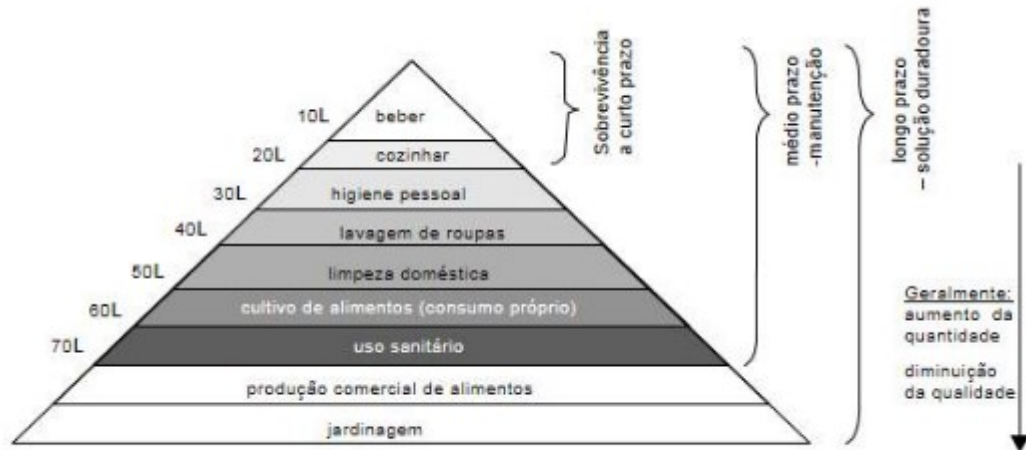 10L
beber
20L
cozinhar
30L
higiene pessoal
40L
lavagem de roupas
50L
limpeza doméstica
60L
cultivo de alimentos (consumo próprio)
70L
uso sanitário
produção comercial de alimentos
jardinagem
Sobrevivência
a curto prazo
médio prazo
-manutenção
longo prazo
– solução duradoura
Geralmente:
aumento da
quantidade
diminuição
da qualidade